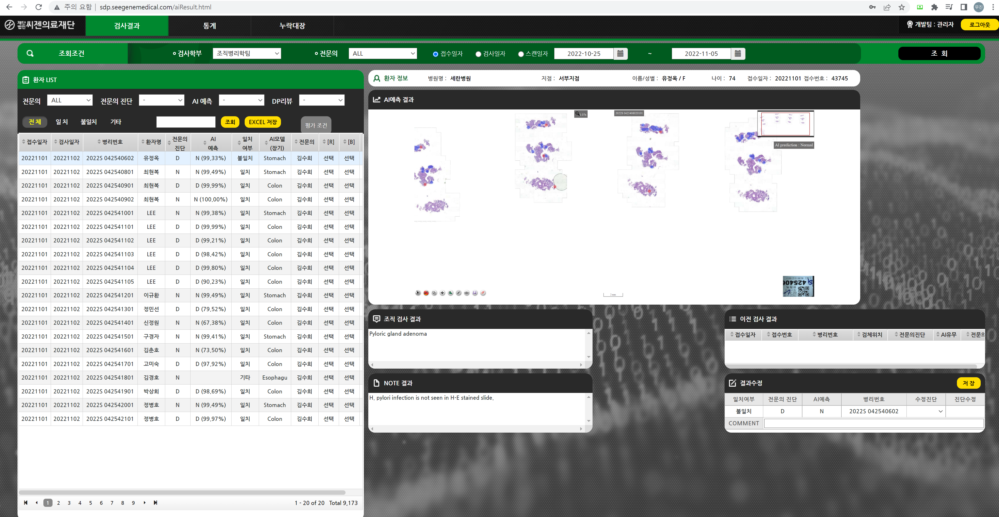 주의 요함 | sdp.seegenemedical.com/aiResult.html 무진
재단법인 씨젠의료재단 검사결과 통계 누락대장 개발팀 : 관리자 로그아웃
조회조건 검사학부 조직병리학팀 전문의 ALL 접수일자 검사일자 스캔일자 2022-10-25 ~ 2022-11-05 조 회
환자 LIST
전문의 ALL 전문의 진단 - AI 예측 - DP리뷰 -
전 체 일 치 불일치 기타 조회 EXCEL 저장 평가 조건
접수일자 검사일자 병리번호 환자명 전문의 진단 AI 예측 일치 여부 AI모델 (장기) 전문의 [R] [B]
20221101 20221102 2022S 042540602 유정옥 D N (99.33%) 불일치 Stomach 김수희 선택 선택
20221101 20221102 2022S 042540801 최현복 N N (99.49%) 일치 Stomach 김수희 선택 선택
20221101 20221102 2022S 042540901 최현복 D D (99.99%) 일치 Colon 김수희 선택 선택
20221101 20221102 2022S 042540902 최현복 N N (100.00%) 일치 Colon 김수희 선택 선택
20221101 20221102 2022S 042541001 LEE N N (99.38%) 일치 Stomach 김수희 선택 선택
20221101 20221102 2022S 042541101 LEE D D (99.99%) 일치 Colon 김수희 선택 선택
20221101 20221102 2022S 042541102 LEE D D (99.21%) 일치 Colon 김수희 선택 선택
20221101 20221102 2022S 042541103 LEE D D (98.42%) 일치 Colon 김수희 선택 선택
20221101 20221102 2022S 042541104 LEE D D (99.80%) 일치 Colon 김수희 선택 선택
20221101 20221102 2022S 042541105 LEE D D (90.23%) 일치 Colon 김수희 선택 선택
20221101 20221102 2022S 042541201 이규환 N N (99.49%) 일치 Stomach 김수희 선택 선택
20221101 20221102 2022S 042541301 정민선 D D (79.52%) 일치 Colon 김수희 선택 선택
20221101 20221102 2022S 042541401 신정원 N N (67.38%) 일치 Colon 김수희 선택 선택
20221101 20221102 2022S 042541501 구경자 N N (99.41%) 일치 Stomach 김수희 선택 선택
20221101 20221102 2022S 042541601 김춘호 N N (73.50%) 일치 Colon 김수희 선택 선택
20221101 20221102 2022S 042541701 고미숙 D D (97.92%) 일치 Colon 김수희 선택 선택
20221101 20221102 2022S 042541801 김경호 N 기타 Esophagu 김수희 선택 선택
20221101 20221102 2022S 042541901 박상회 D D (98.69%) 일치 Colon 김수희 선택 선택
20221101 20221102 2022S 042542001 정병호 N N (99.49%) 일치 Stomach 김수희 선택 선택
20221101 20221102 2022S 042542101 정병호 D D (99.97%) 일치 Colon 김수희 선택 선택
1 2 3 4 5 6 7 8 9 1 - 20 of 20 Total 9,173
환자 정보 병원명 : 세란병원 지점 : 서부지점 이름/성별 : 유정옥 / F 나이 : 74 접수일자 : 20221101 접수번호 : 43745
AI예측 결과
1.07x
2022S 0425406020101
AI prediction : Normal
2 mm
조직 검사 결과
Pyloric gland adenoma
NOTE 결과
H. pylori infection is not seen in H-E stained slide.
이전 검사 결과
접수일자 접수번호 병리번호 검체위치 전문의진단 AI유무 전문으
결과수정 저 장
일치여부 전문의 진단 AI예측 병리번호 수정진단 진단수정
불일치 D N 2022S 042540602
COMMENT